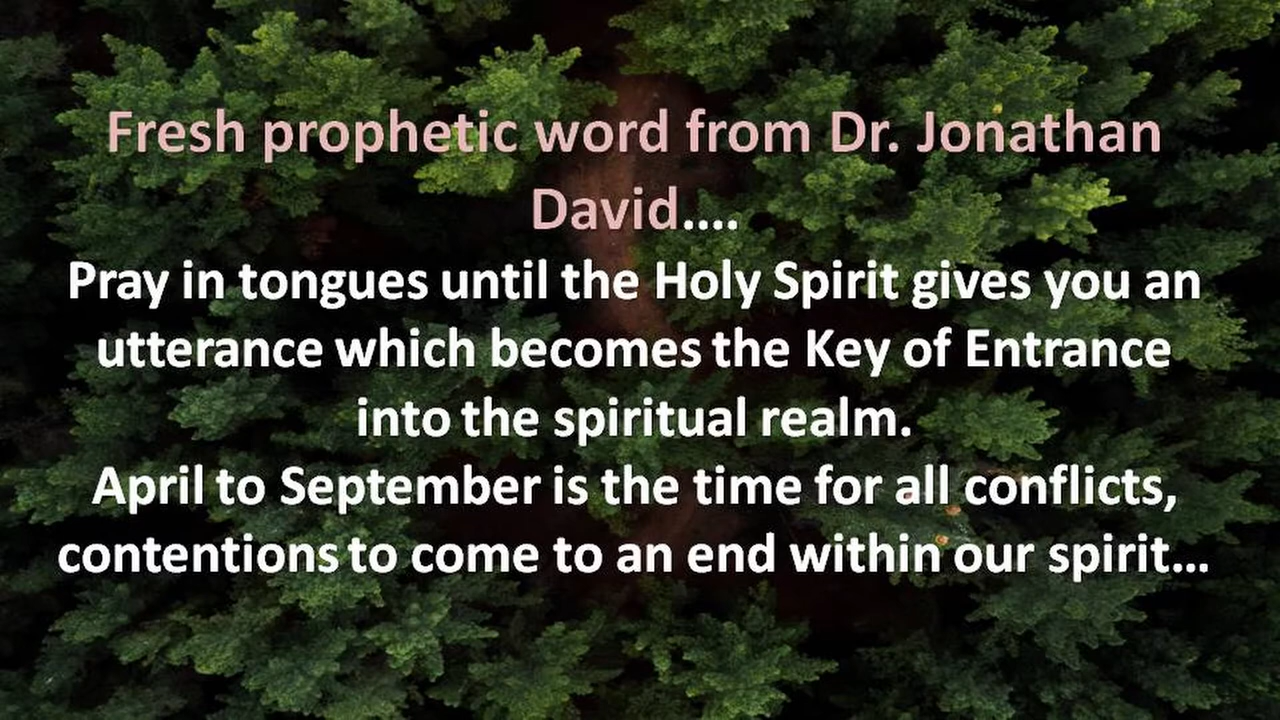 Fresh prophetic word from Dr. Jonathan
David....
Pray in tongues until the Holy Spirit gives you an
utterance which becomes the Key of Entrance
into the spiritual realm.
April to September is the time for all conflicts,
contentions to come to an end within our spirit...